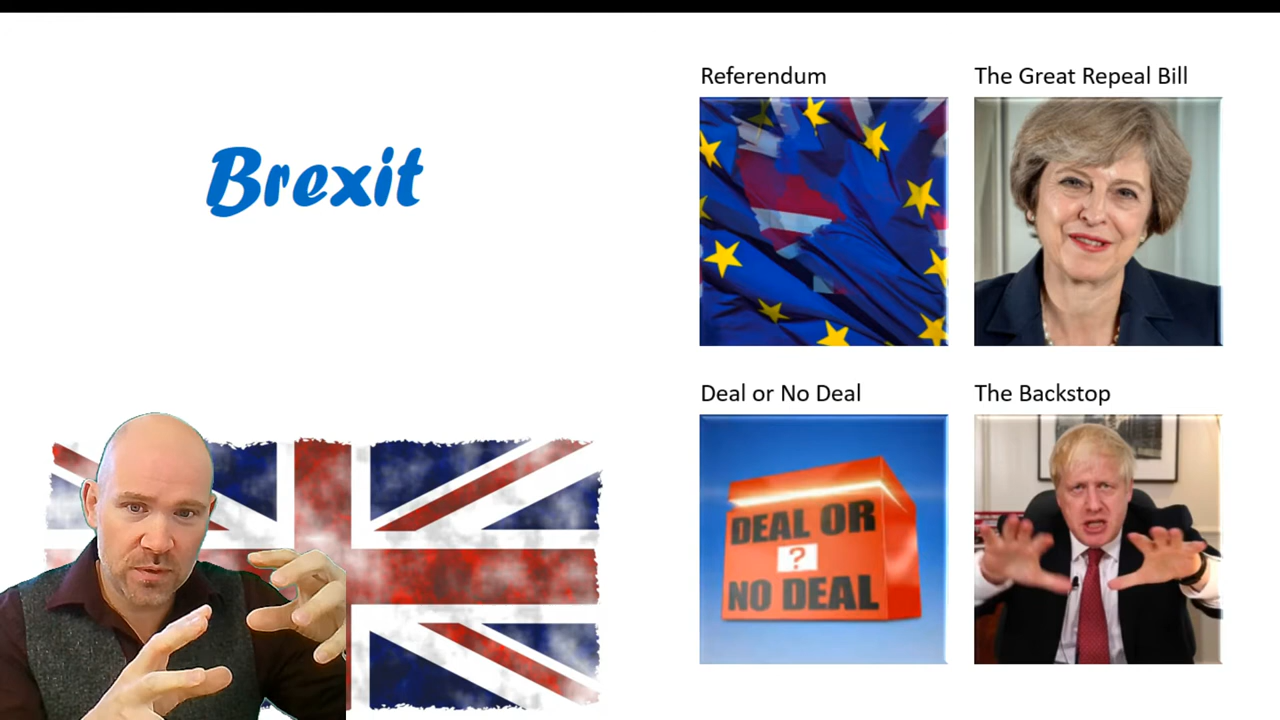 Brexit
Referendum
The Great Repeal Bill
Deal or No Deal
The Backstop
DEAL OR
?
NO DEAL